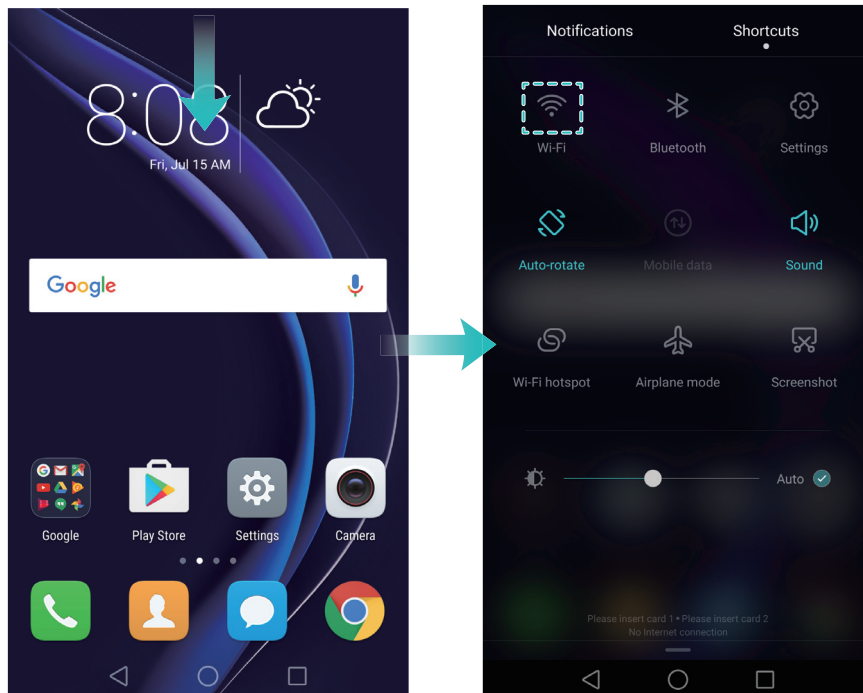 8:08
Fri, Jul 15 AM
Google
Google
Play Store
Settings
Camera
Notifications
Shortcuts
Wi-Fi
Bluetooth
Settings
Auto-rotate
Mobile data
Sound
Wi-Fi hotspot
Airplane mode
Screenshot
Auto
Please insert card 1 • Please insert card 2
No Internet connection